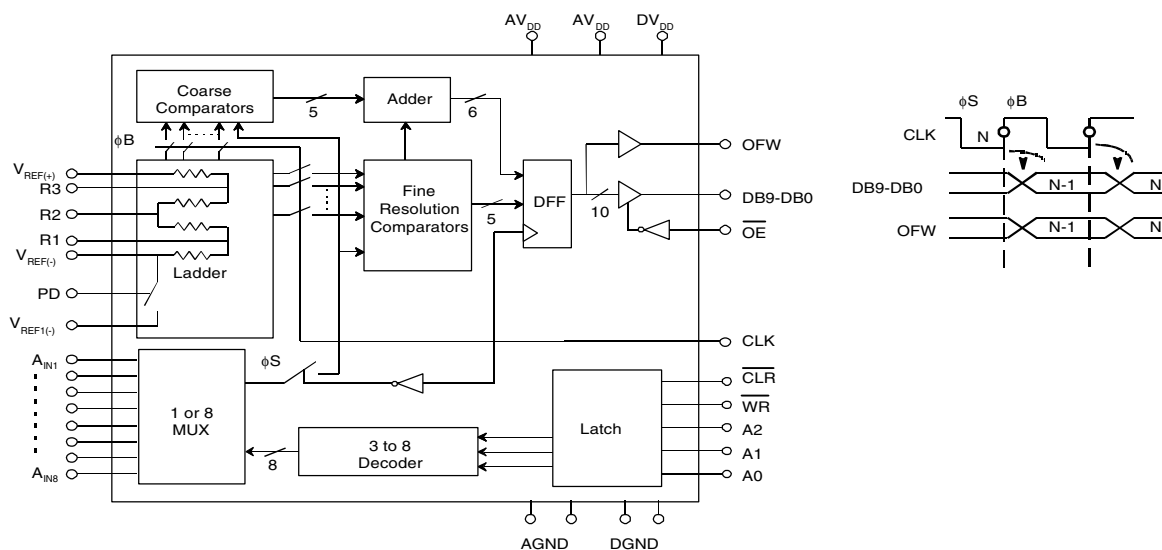 AVDD
AVDD
DVDD
Coarse
Comparators
5
Adder
6
φB
VREF(+)
R3
R2
R1
VREF(-)
Ladder
PD
VREF1(-)
Fine
Resolution
Comparators
5
DFF
10
OFW
DB9-DB0
OE
CLK
φS
AIN1
AIN8
1 or 8
MUX
8
3 to 8
Decoder
Latch
CLR
WR
A2
A1
A0
AGND
DGND
φS
φB
CLK
N
DB9-DB0
N-1
N
OFW
N-1
N